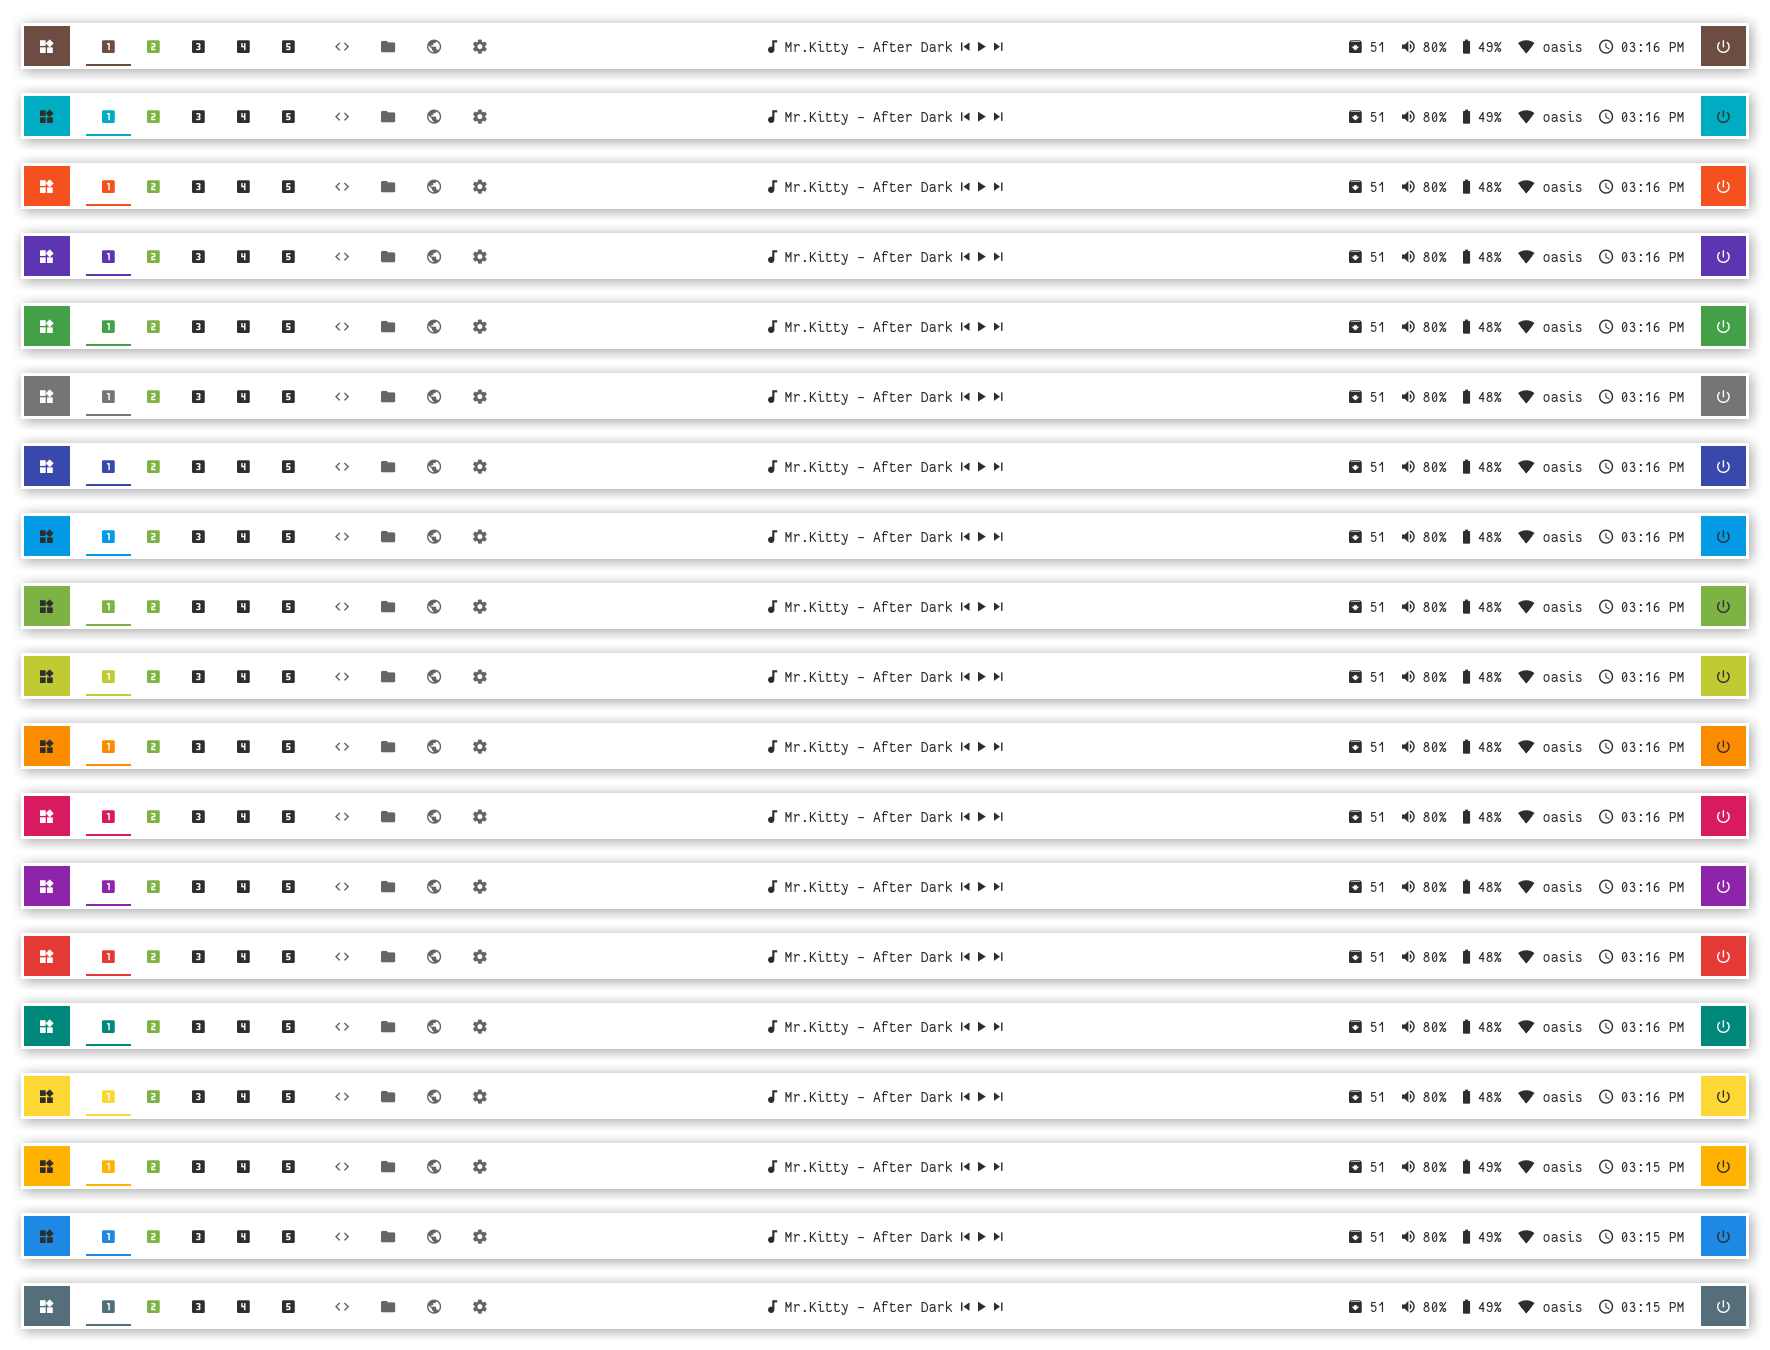 1 2 3 4 5 Mr.Kitty - After Dark 51 80% 49% oasis 03:16 PM
1 2 3 4 5 Mr.Kitty - After Dark 51 80% 49% oasis 03:16 PM
1 2 3 4 5 Mr.Kitty - After Dark 51 80% 48% oasis 03:16 PM
1 2 3 4 5 Mr.Kitty - After Dark 51 80% 48% oasis 03:16 PM
1 2 3 4 5 Mr.Kitty - After Dark 51 80% 48% oasis 03:16 PM
1 2 3 4 5 Mr.Kitty - After Dark 51 80% 48% oasis 03:16 PM
1 2 3 4 5 Mr.Kitty - After Dark 51 80% 48% oasis 03:16 PM
1 2 3 4 5 Mr.Kitty - After Dark 51 80% 48% oasis 03:16 PM
1 2 3 4 5 Mr.Kitty - After Dark 51 80% 48% oasis 03:16 PM
1 2 3 4 5 Mr.Kitty - After Dark 51 80% 48% oasis 03:16 PM
1 2 3 4 5 Mr.Kitty - After Dark 51 80% 48% oasis 03:16 PM
1 2 3 4 5 Mr.Kitty - After Dark 51 80% 48% oasis 03:16 PM
1 2 3 4 5 Mr.Kitty - After Dark 51 80% 48% oasis 03:16 PM
1 2 3 4 5 Mr.Kitty - After Dark 51 80% 48% oasis 03:16 PM
1 2 3 4 5 Mr.Kitty - After Dark 51 80% 48% oasis 03:16 PM
1 2 3 4 5 Mr.Kitty - After Dark 51 80% 48% oasis 03:16 PM
1 2 3 4 5 Mr.Kitty - After Dark 51 80% 49% oasis 03:15 PM
1 2 3 4 5 Mr.Kitty - After Dark 51 80% 49% oasis 03:15 PM
1 2 3 4 5 Mr.Kitty - After Dark 51 80% 49% oasis 03:15 PM